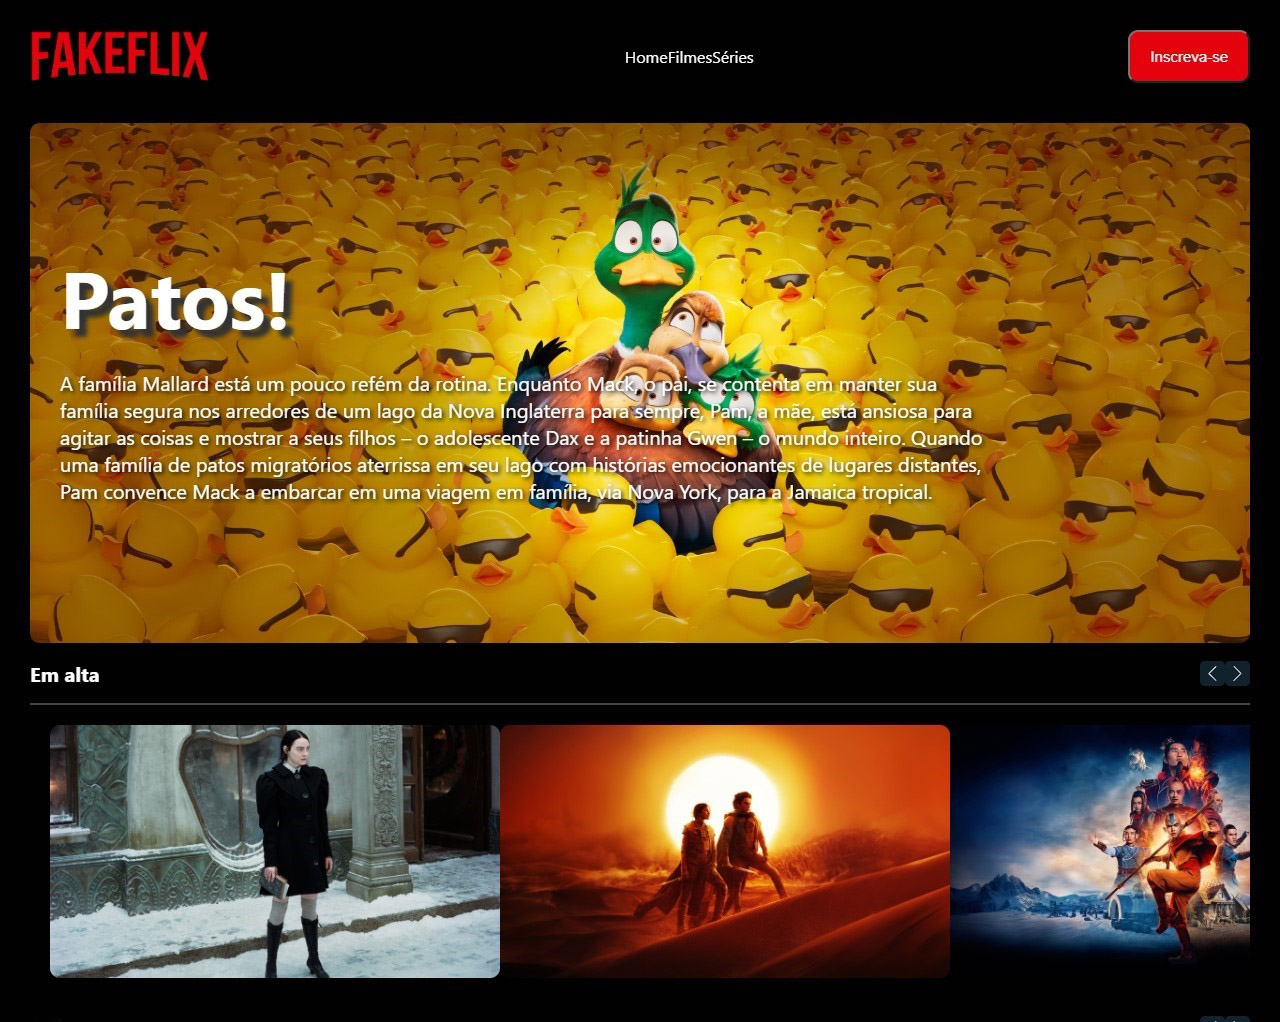 FAKEFLIX
HomeFilmesSéries
Inscreva-se
Patos!
A família Mallard está um pouco refém da rotina. Enquanto Mack, o pai, se contenta em manter sua
família segura nos arredores de um lago da Nova Inglaterra para sempre, Pam, a mãe, está ansiosa para
agitar as coisas e mostrar a seus filhos – o adolescente Dax e a patinha Gwen – o mundo inteiro. Quando
uma família de patos migratórios aterrissa em seu lago com histórias emocionantes de lugares distantes,
Pam convence Mack a embarcar em uma viagem em família, via Nova York, para a Jamaica tropical.
Em alta